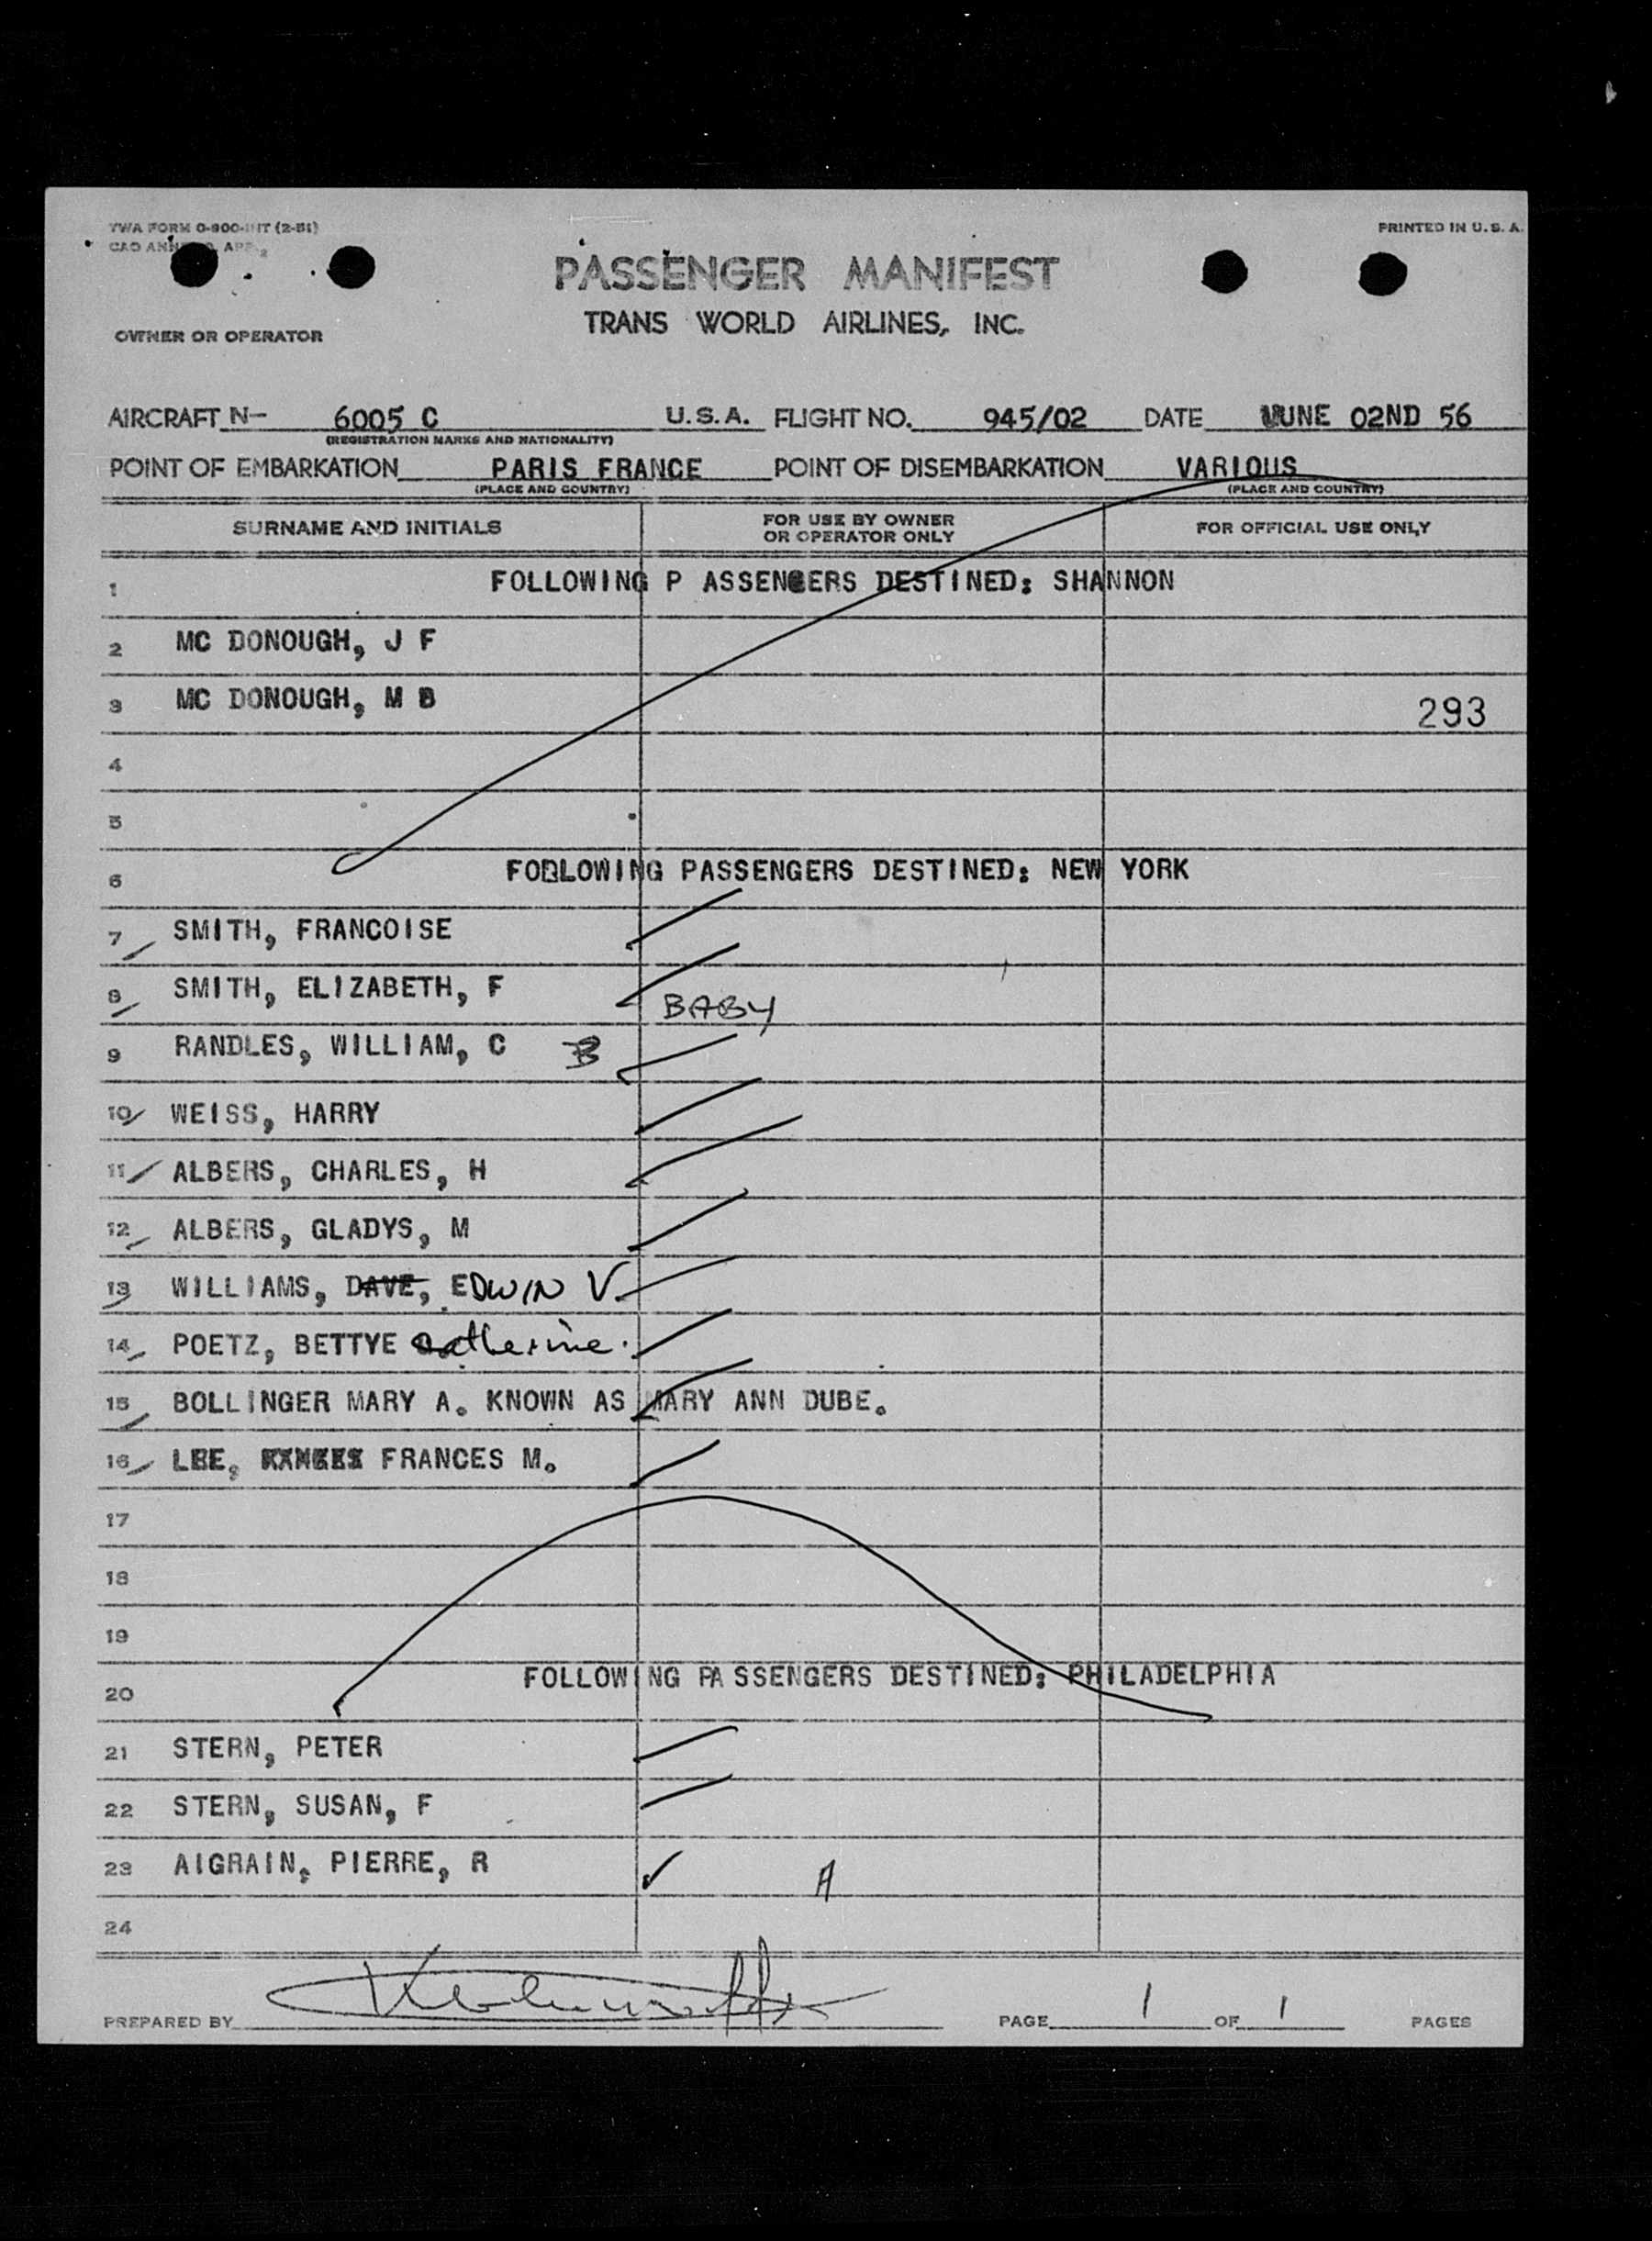 TWA FORM 0-900-INT (2-51)
PRINTED IN U. S. A.
PASSENGER MANIFEST
TRANS WORLD AIRLINES, INC.
OWNER OR OPERATOR
AIRCRAFT N- 6005 C U.S.A. FLIGHT NO. 945/02 DATE JUNE 02ND 56
(REGISTRATION MARKS AND NATIONALITY)
POINT OF EMBARKATION PARIS FRANCE POINT OF DISEMBARKATION VARIOUS
(PLACE AND COUNTRY) (PLACE AND COUNTRY)
SURNAME AND INITIALS FOR USE BY OWNER OR OPERATOR ONLY FOR OFFICIAL USE ONLY
1 FOLLOWING P ASSENGERS DESTINED: SHANNON
2 MC DONOUGH, J F
3 MC DONOUGH, M B 293
4
5
6 FOLLOWING PASSENGERS DESTINED: NEW YORK
7 SMITH, FRANCOISE
8 SMITH, ELIZABETH, F BABY
9 RANDLES, WILLIAM, C B
10 WEISS, HARRY
11 ALBERS, CHARLES, H
12 ALBERS, GLADYS, M
13 WILLIAMS, DAVE, EDWIN V.
14 POETZ, BETTYE Catherine.
15 BOLLINGER MARY A. KNOWN AS MARY ANN DUBE.
16 LEE, FRANCES M.
17
18
19
20 FOLLOWING PA SSENGERS DESTINED: PHILADELPHIA
21 STERN, PETER
22 STERN, SUSAN, F
23 AIGRAIN, PIERRE, R A
24
PREPARED BY PAGE 1 OF 1 PAGES